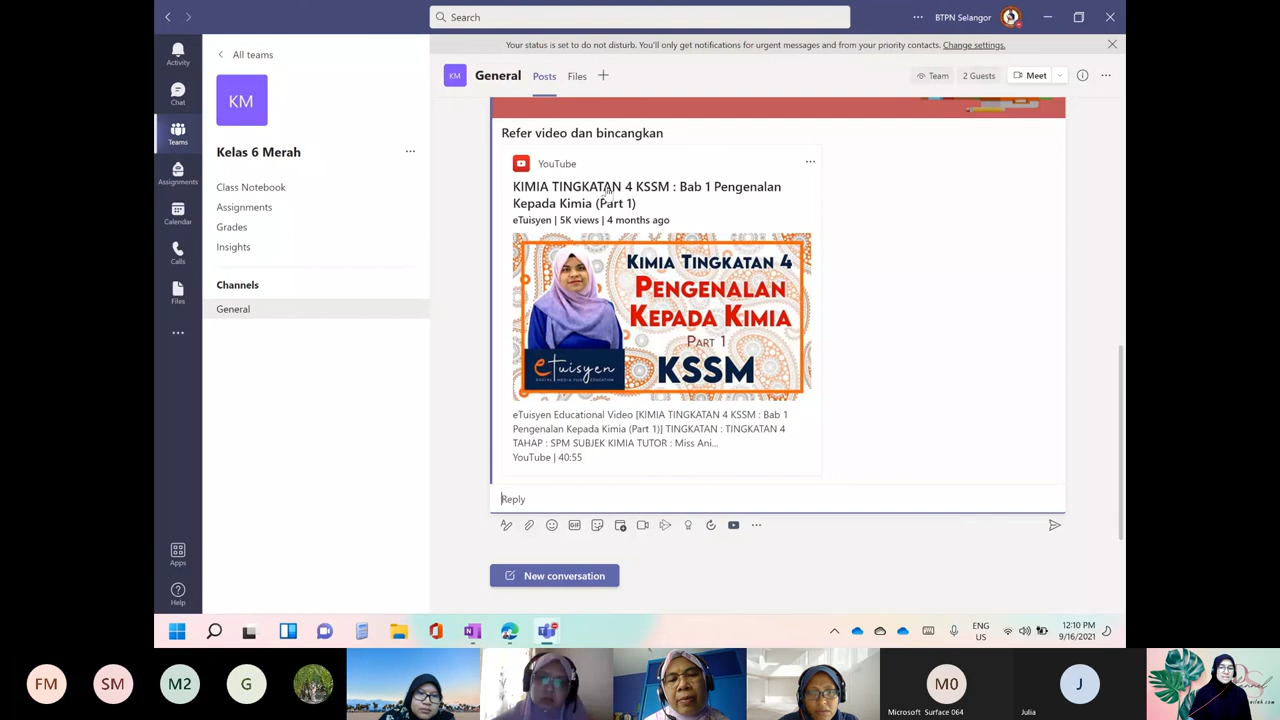 Search
BTPN Selangor
Your status is set to do not disturb. You'll only get notifications for urgent messages and from your priority contacts. Change settings.
Activity
Chat
Teams
Assignments
Calendar
Calls
Files
Apps
Help
All teams
KM
Kelas 6 Merah
Class Notebook
Assignments
Grades
Insights
Channels
General
KM
General
Posts
Files
Team
2 Guests
Meet
Refer video dan bincangkan
YouTube
KIMIA TINGKATAN 4 KSSM : Bab 1 Pengenalan
Kepada Kimia (Part 1)
eTuisyen | 5K views | 4 months ago
KIMIA TINGKATAN 4
PENGENALAN
KEPADA KIMIA
PART 1
KSSM
eTuisyen
SOCIAL MEDIA FOR EDUCATION
eTuisyen Educational Video [KIMIA TINGKATAN 4 KSSM : Bab 1
Pengenalan Kepada Kimia (Part 1)] TINGKATAN : TINGKATAN 4
TAHAP : SPM SUBJEK KIMIA TUTOR : Miss Ani...
YouTube | 40:55
Reply
GIF
New conversation
ENG
US
12:10 PM
9/16/2021
FM
SM
M2
G
M0
Microsoft Surface 064
J
Julia